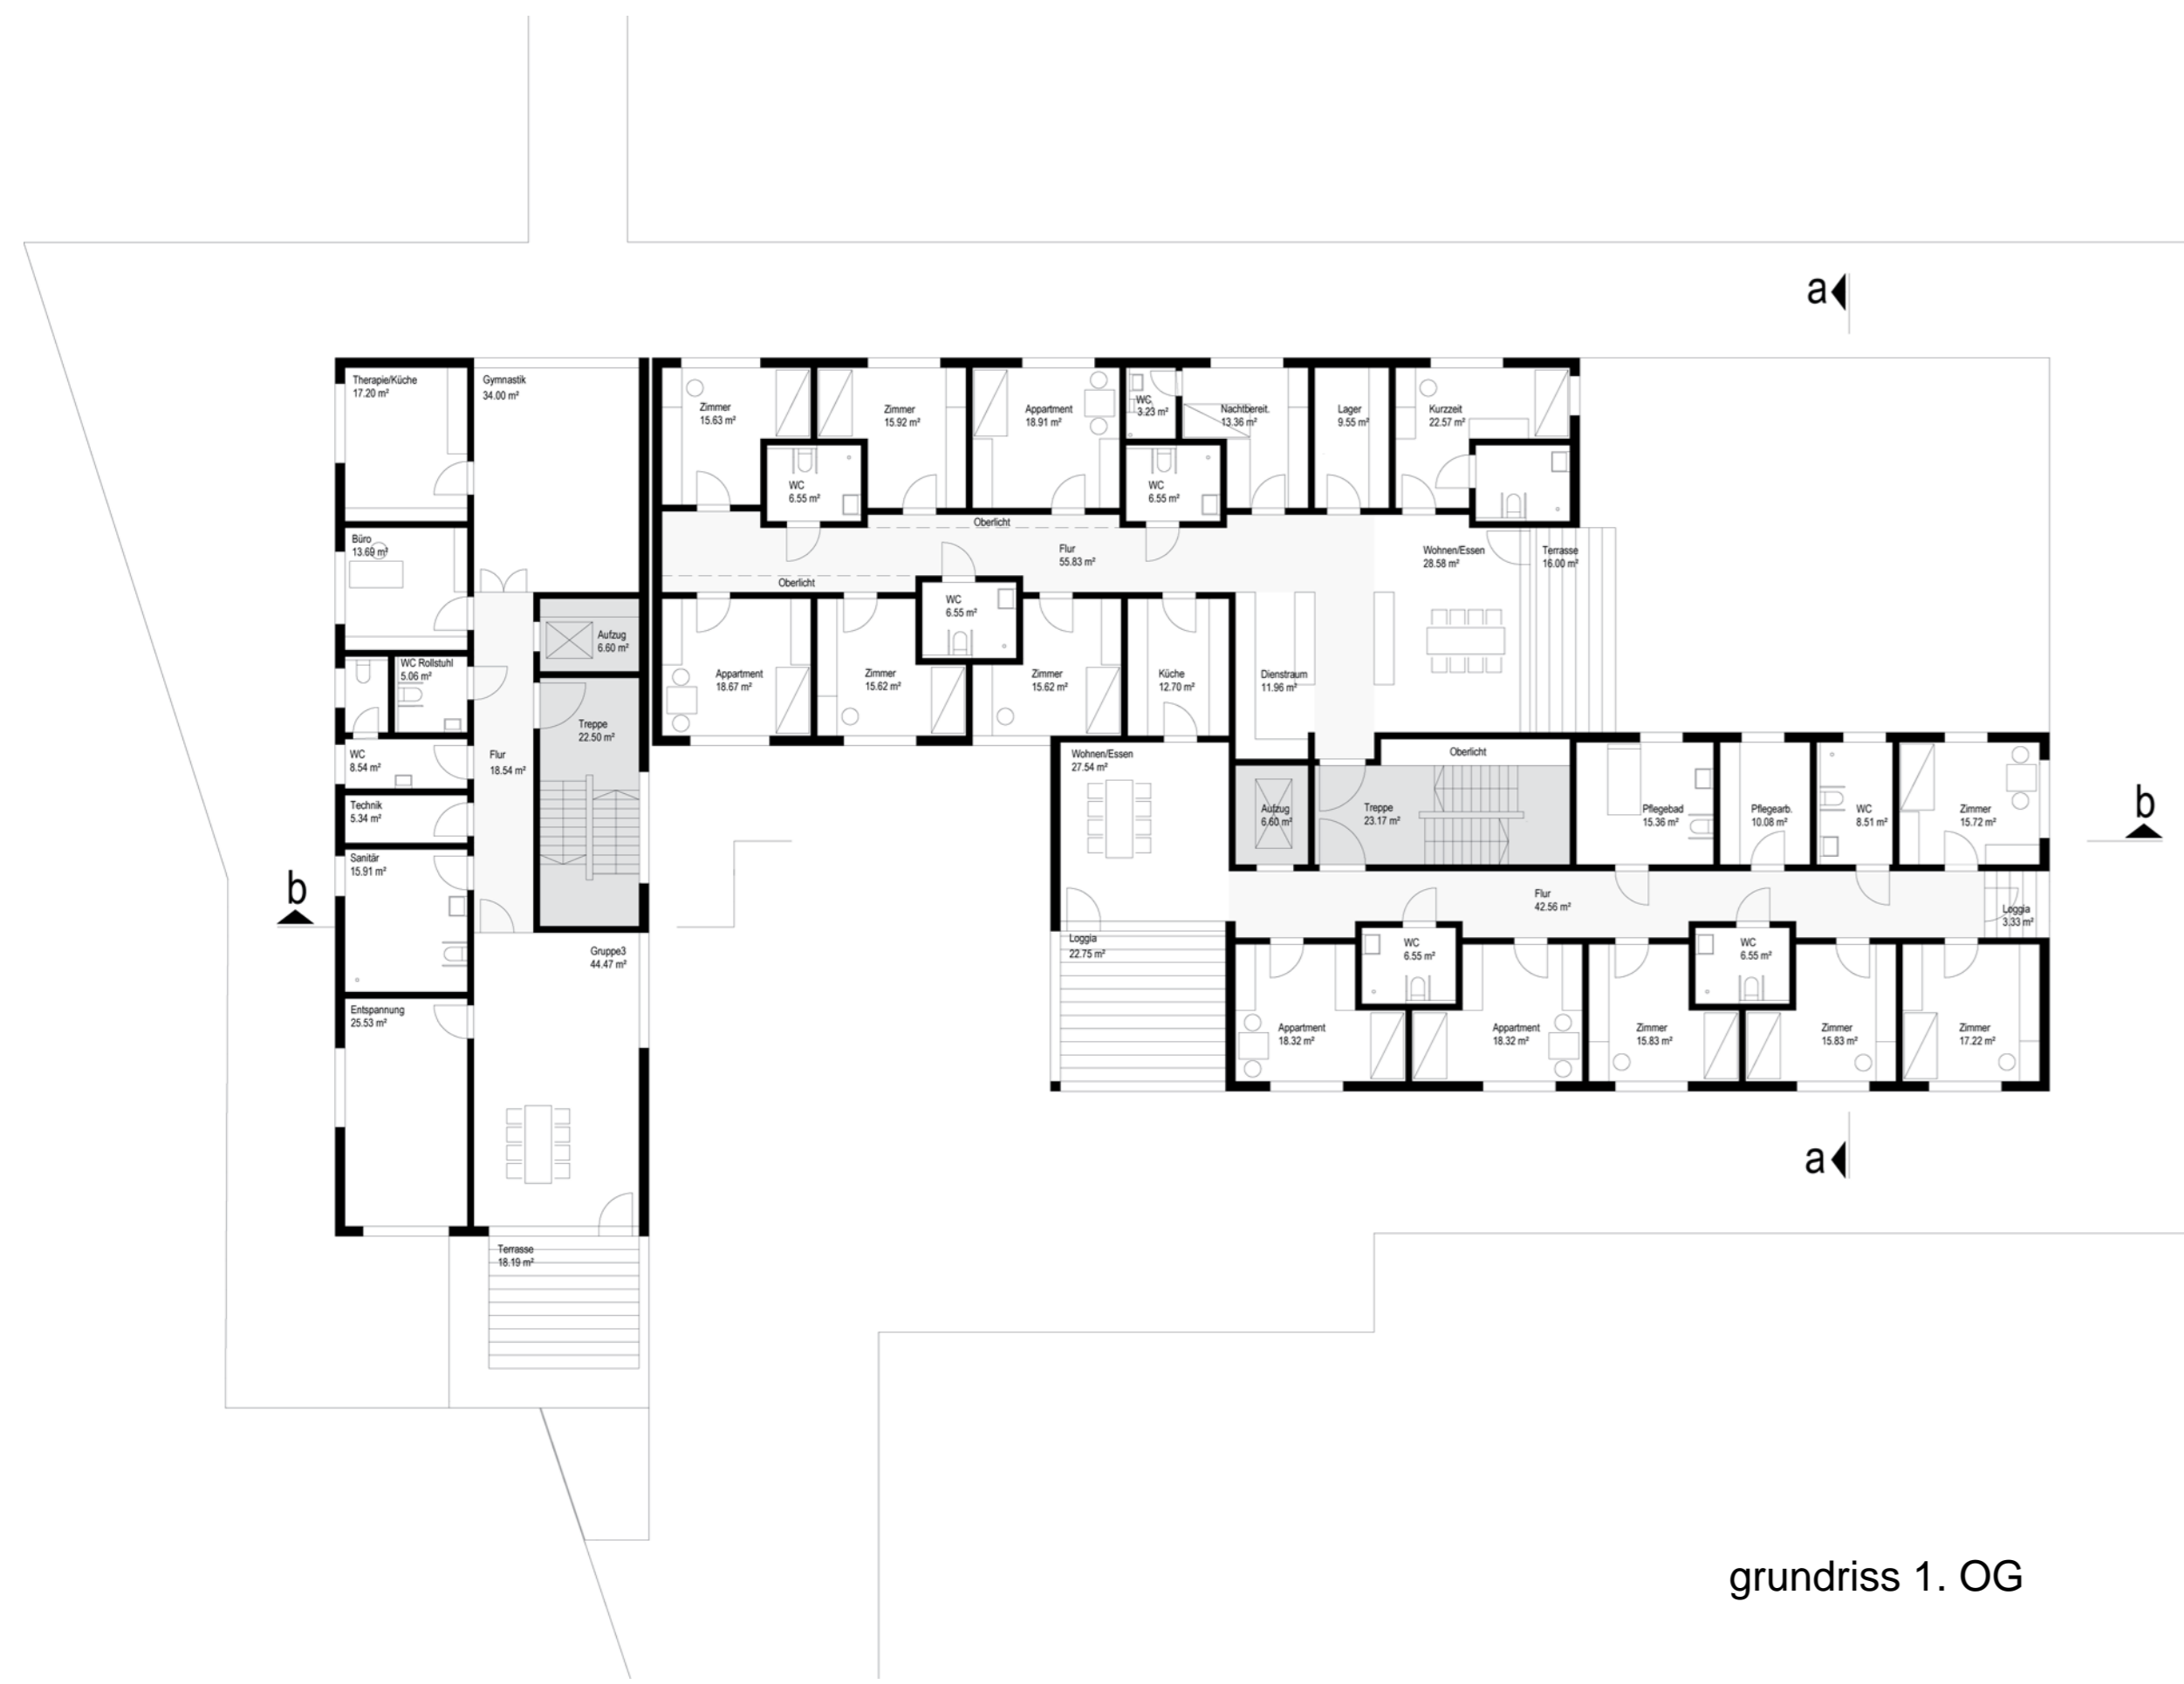 a
Therapie/Küche
17.20 m²
Gymnastik
34.00 m²
Zimmer
15.63 m²
Zimmer
15.92 m²
Appartment
18.91 m²
WC
3.23 m²
Nachtbereit.
13.36 m²
Lager
9.55 m²
Kurzzeit
22.57 m²
WC
6.55 m²
WC
6.55 m²
Oberlicht
Büro
13.69 m²
Flur
55.83 m²
Wohnen/Essen
28.58 m²
Terrasse
16.00 m²
Oberlicht
WC
6.55 m²
Aufzug
6.60 m²
WC Rollstuhl
5.06 m²
Appartment
18.67 m²
Zimmer
15.62 m²
Zimmer
15.62 m²
Küche
12.70 m²
Dienstraum
11.96 m²
Treppe
22.50 m²
WC
8.54 m²
Flur
18.54 m²
Wohnen/Essen
27.54 m²
Oberlicht
Technik
5.34 m²
Aufzug
6.60 m²
Treppe
23.17 m²
Pflegebad
15.36 m²
Pflegearb.
10.08 m²
WC
8.51 m²
Zimmer
15.72 m²
b
Sanitär
15.91 m²
b
Flur
42.56 m²
Loggia
3.33 m²
Gruppe3
44.47 m²
Loggia
22.75 m²
WC
6.55 m²
WC
6.55 m²
Entspannung
25.53 m²
Appartment
18.32 m²
Appartment
18.32 m²
Zimmer
15.83 m²
Zimmer
15.83 m²
Zimmer
17.22 m²
a
Terrasse
18.19 m²
grundriss 1. OG